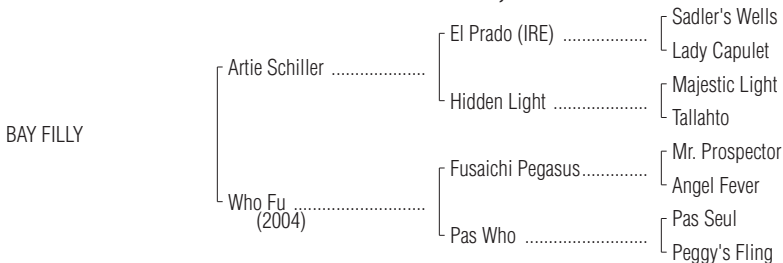 Sadler's Wells
El Prado (IRE) ..................
Lady Capulet
Artie Schiller ....................
Majestic Light
Hidden Light ....................
Tallahto
BAY FILLY
Mr. Prospector
Fusaichi Pegasus..............
Angel Fever
Who Fu ............................
(2004)
Pas Seul
Pas Who ..........................
Peggy's Fling